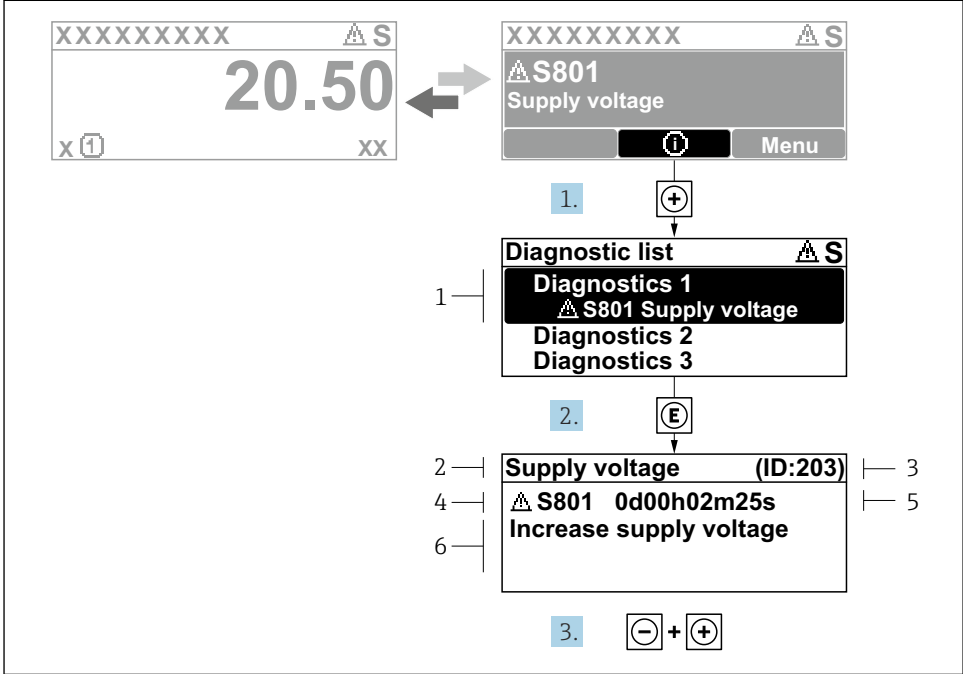 XXXXXXXXX ⚠ S
20.50
x ① xx
XXXXXXXXX ⚠ S
⚠ S801
Supply voltage
ⓘ Menu
1. +
Diagnostic list ⚠ S
1
Diagnostics 1
⚠ S801 Supply voltage
Diagnostics 2
Diagnostics 3
2. E
2 Supply voltage (ID:203) 3
4 ⚠ S801 0d00h02m25s 5
6 Increase supply voltage
3. − + +